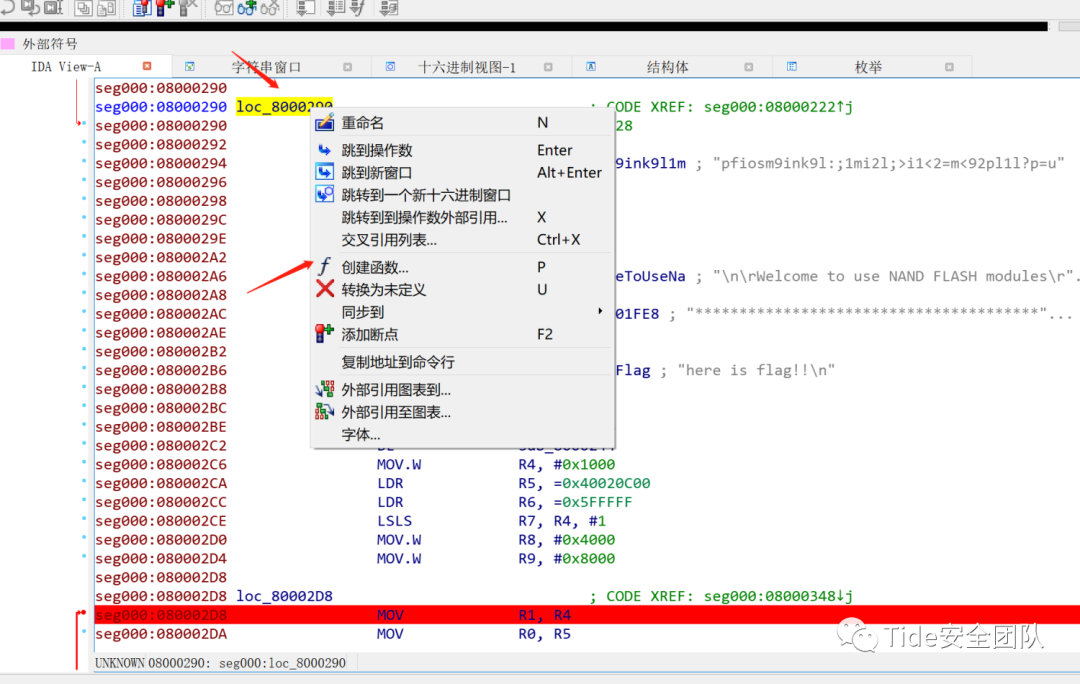 外部符号
IDA View-A 字符串窗口 十六进制视图-1 结构体 枚举
seg000:08000290
seg000:08000290 loc_8000290 ; CODE XREF: seg000:08000222↑j
seg000:08000290 28
seg000:08000292
seg000:08000294 9ink9l1m ; "pfiosm9ink9l:;1mi2l;>i1<2=m<92pl1l?p=u"
seg000:08000296
seg000:08000298
seg000:0800029C
seg000:0800029E
seg000:080002A2
seg000:080002A6 eToUseNa ; "\n\rWelcome to use NAND FLASH modules\r".
seg000:080002A8
seg000:080002AC 01FE8 ; "**************************************"...
seg000:080002AE
seg000:080002B2
seg000:080002B6 Flag ; "here is flag!!\n"
seg000:080002B8
seg000:080002BC
seg000:080002BE
seg000:080002C2
seg000:080002C6 MOV.W R4, #0x1000
seg000:080002CA LDR R5, =0x40020C00
seg000:080002CC LDR R6, =0x5FFFFF
seg000:080002CE LSLS R7, R4, #1
seg000:080002D0 MOV.W R8, #0x4000
seg000:080002D4 MOV.W R9, #0x8000
seg000:080002D8
seg000:080002D8 loc_80002D8 ; CODE XREF: seg000:08000348↓j
seg000:080002D8 MOV R1, R4
seg000:080002DA MOV R0, R5
重命名 N
跳到操作数 Enter
跳到新窗口 Alt+Enter
跳转到一个新十六进制窗口
跳转到到操作数外部引用... X
交叉引用列表... Ctrl+X
创建函数... P
转换为未定义 U
同步到
添加断点 F2
复制地址到命令行
外部引用图表到...
外部引用至图表...
字体...
UNKNOWN 08000290: seg000:loc_8000290
Tide安全团队